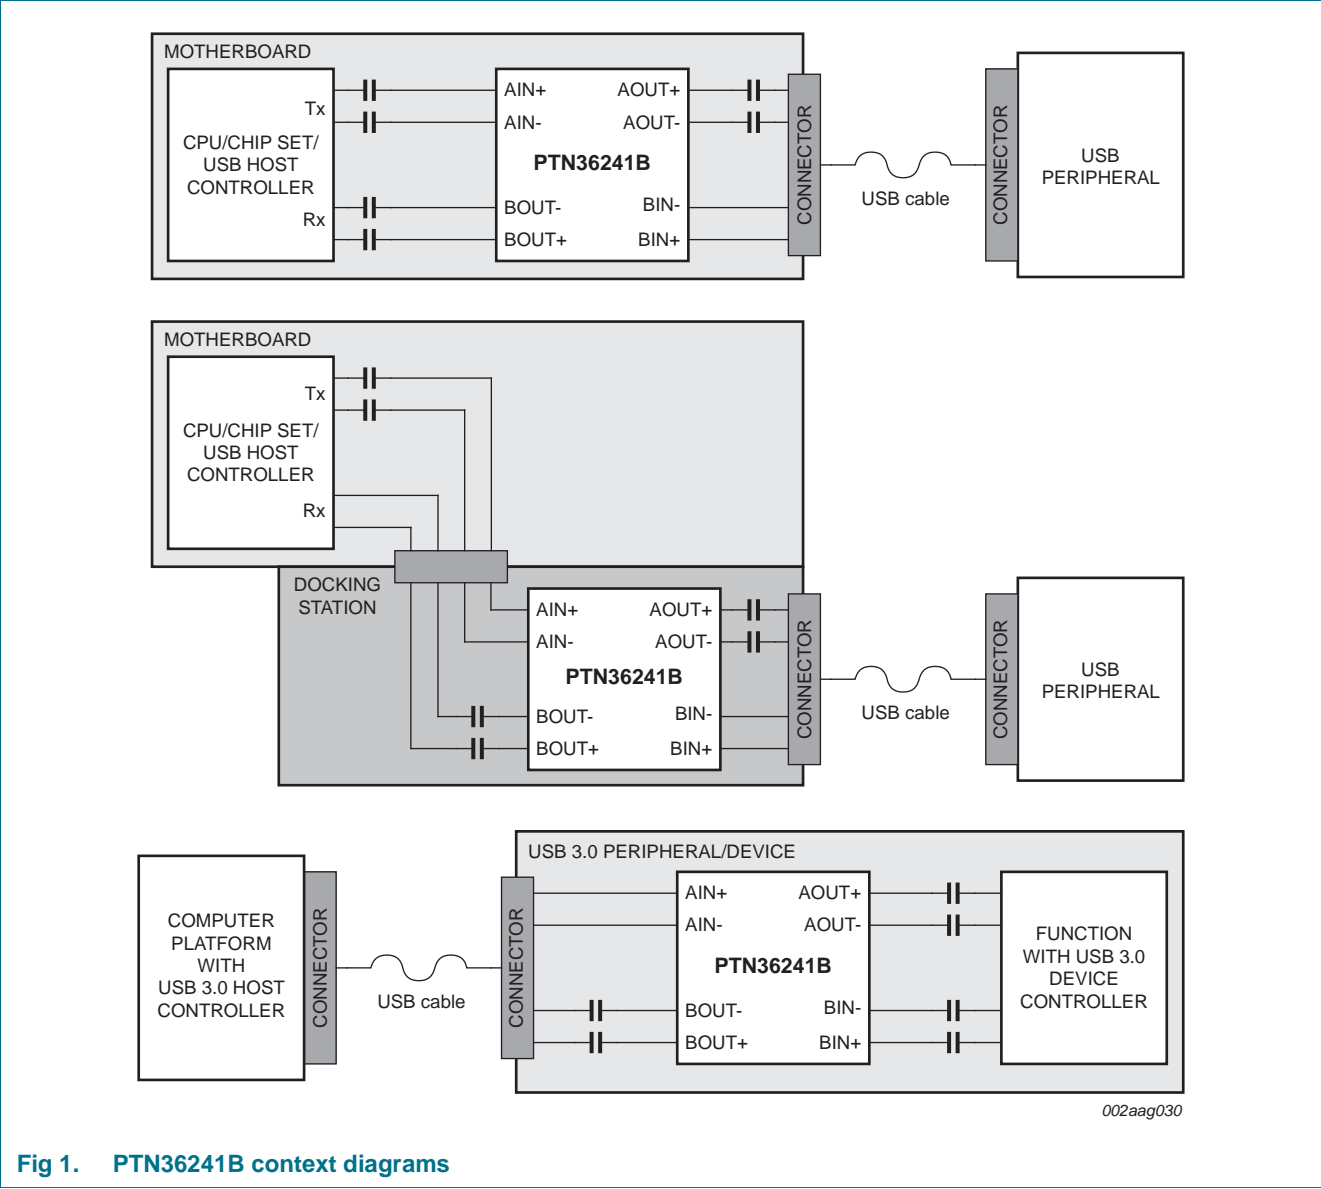 MOTHERBOARD
Tx
CPU/CHIP SET/
USB HOST
CONTROLLER
Rx
AIN+
AIN-
AOUT+
AOUT-
PTN36241B
BOUT-
BOUT+
BIN-
BIN+
CONNECTOR
USB cable
CONNECTOR
USB
PERIPHERAL
MOTHERBOARD
Tx
CPU/CHIP SET/
USB HOST
CONTROLLER
Rx
DOCKING
STATION
AIN+
AIN-
AOUT+
AOUT-
PTN36241B
BOUT-
BOUT+
BIN-
BIN+
CONNECTOR
USB cable
CONNECTOR
USB
PERIPHERAL
COMPUTER
PLATFORM
WITH
USB 3.0 HOST
CONTROLLER
CONNECTOR
USB cable
CONNECTOR
USB 3.0 PERIPHERAL/DEVICE
AIN+
AIN-
AOUT+
AOUT-
PTN36241B
BOUT-
BOUT+
BIN-
BIN+
FUNCTION
WITH USB 3.0
DEVICE
CONTROLLER
002aag030
Fig 1. PTN36241B context diagrams